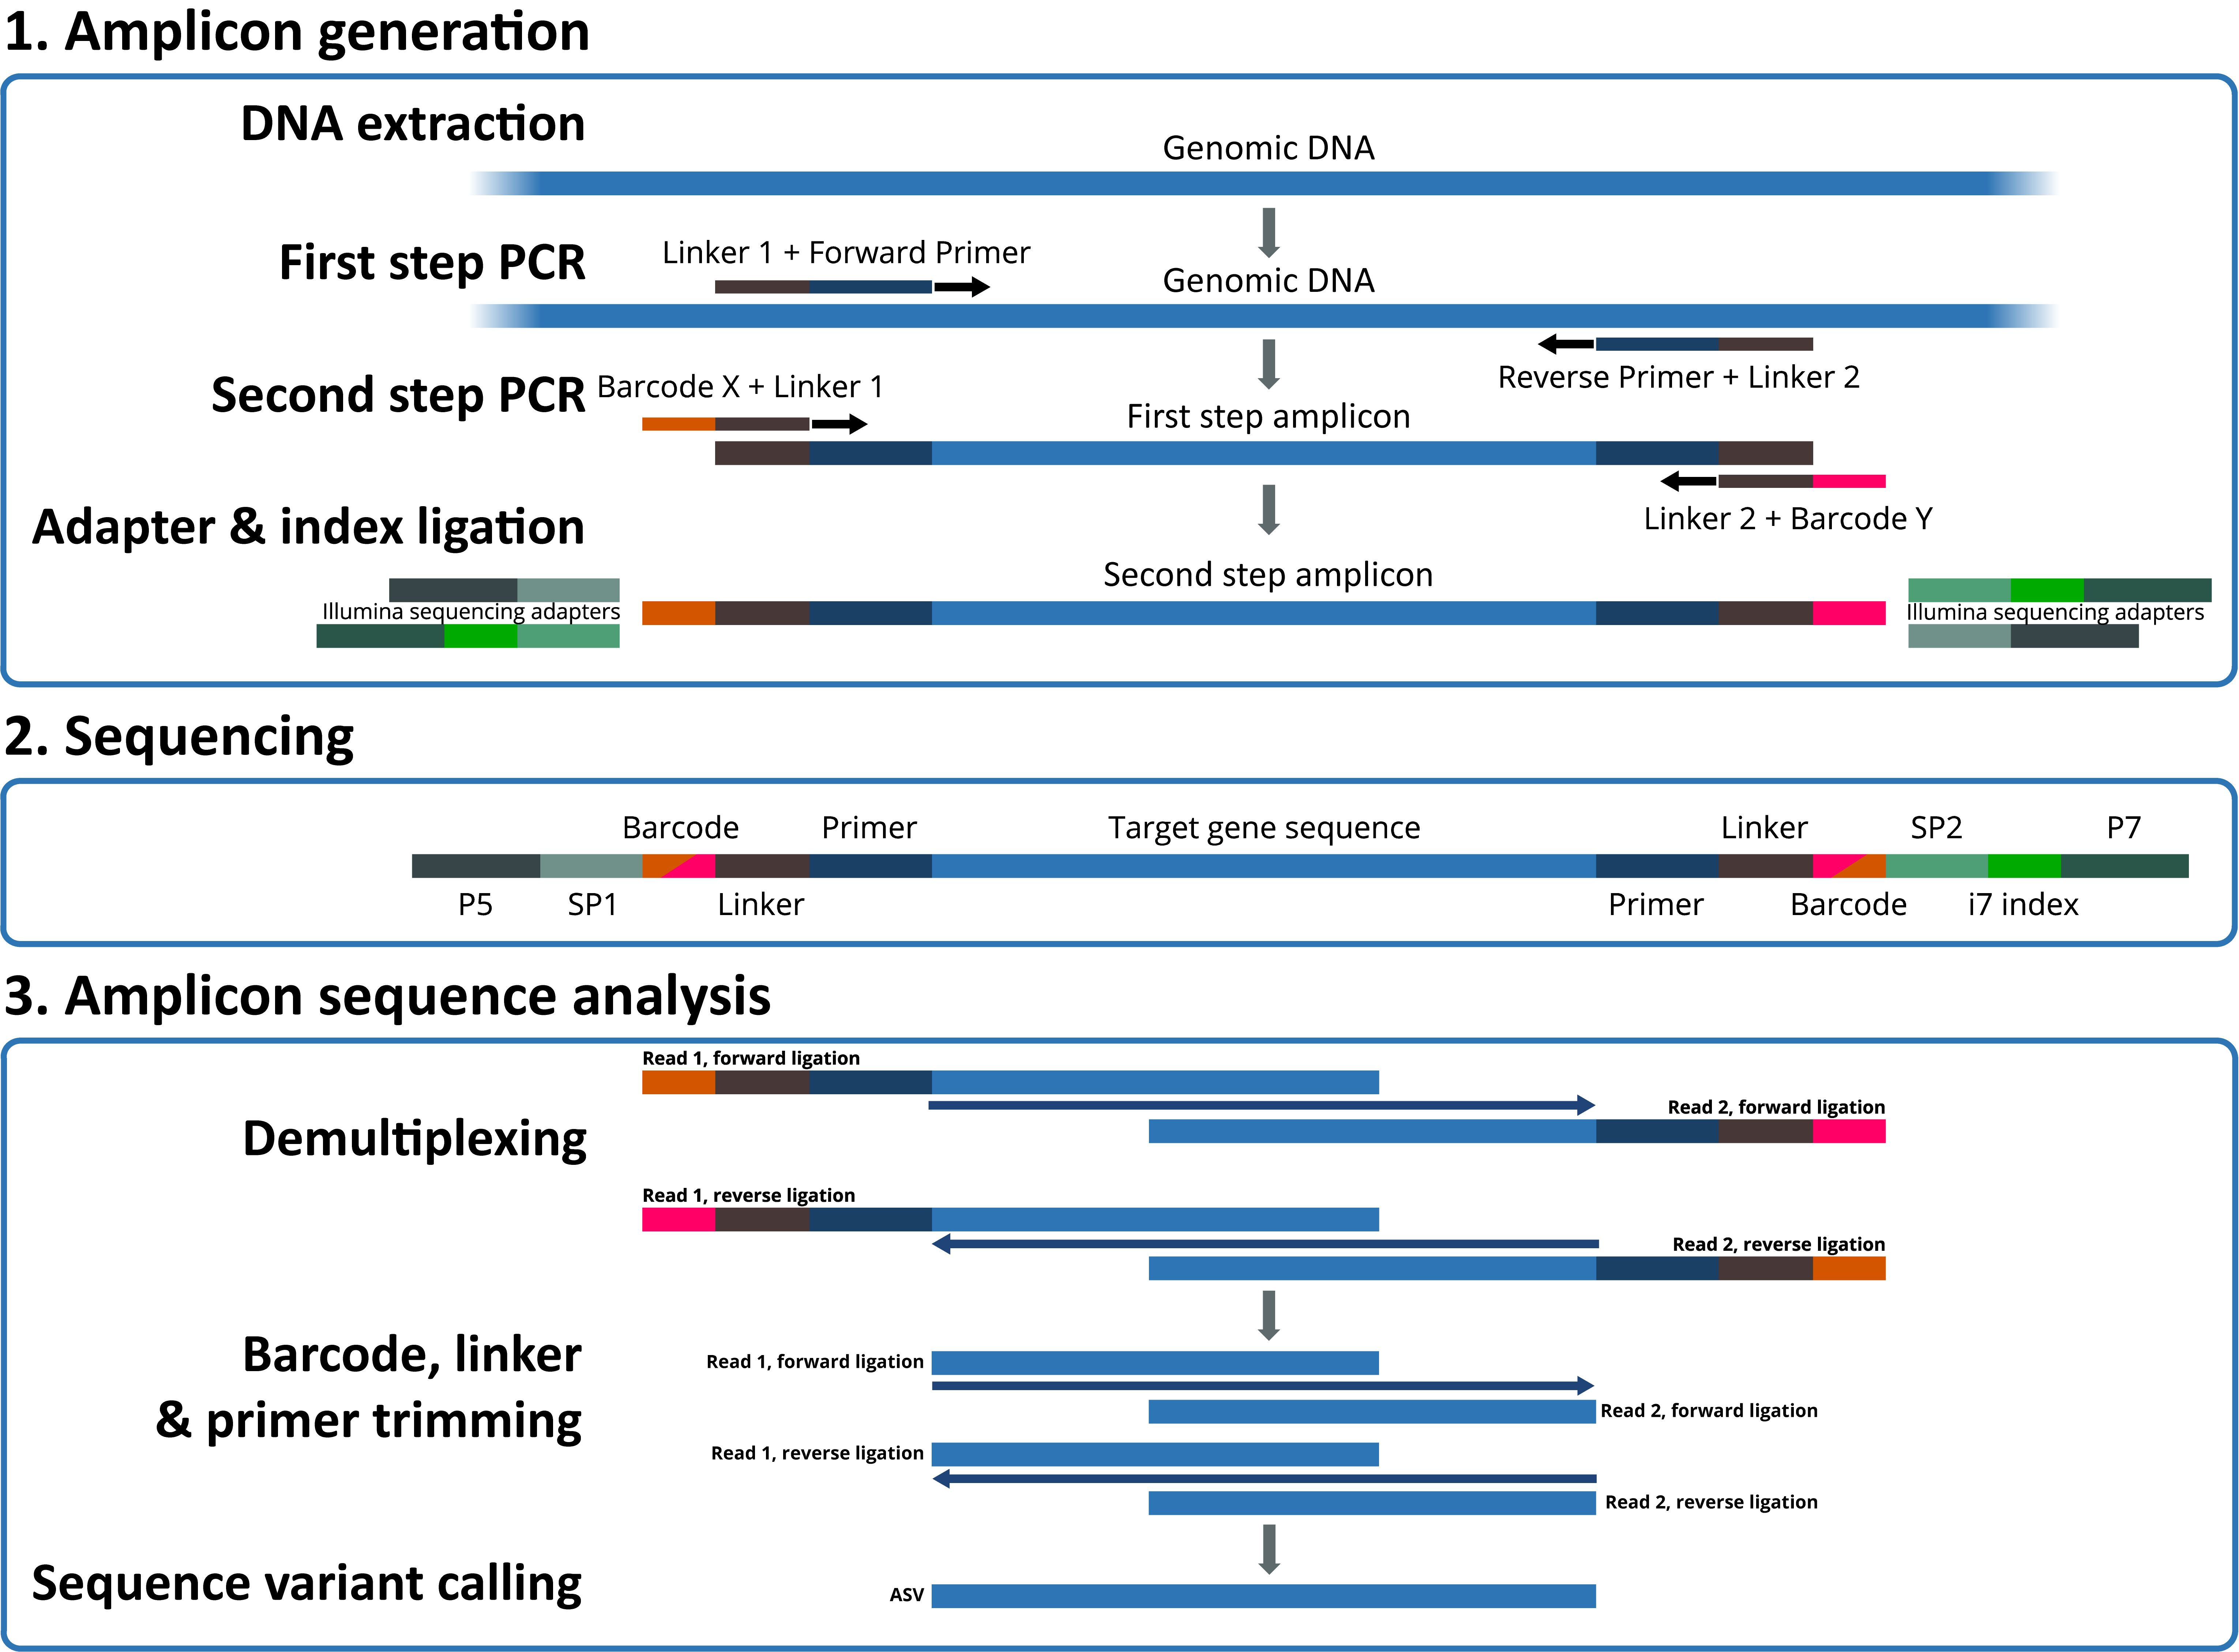 1. Amplicon generation
DNA extraction
Genomic DNA
First step PCR
Linker 1 + Forward Primer
Genomic DNA
Reverse Primer + Linker 2
Second step PCR
Barcode X + Linker 1
First step amplicon
Linker 2 + Barcode Y
Adapter & index ligation
Second step amplicon
Illumina sequencing adapters
Illumina sequencing adapters
2. Sequencing
Barcode
Primer
Target gene sequence
Linker
SP2
P7
P5
SP1
Linker
Primer
Barcode
i7 index
3. Amplicon sequence analysis
Read 1, forward ligation
Read 2, forward ligation
Demultiplexing
Read 1, reverse ligation
Read 2, reverse ligation
Barcode, linker
& primer trimming
Read 1, forward ligation
Read 2, forward ligation
Read 1, reverse ligation
Read 2, reverse ligation
Sequence variant calling
ASV